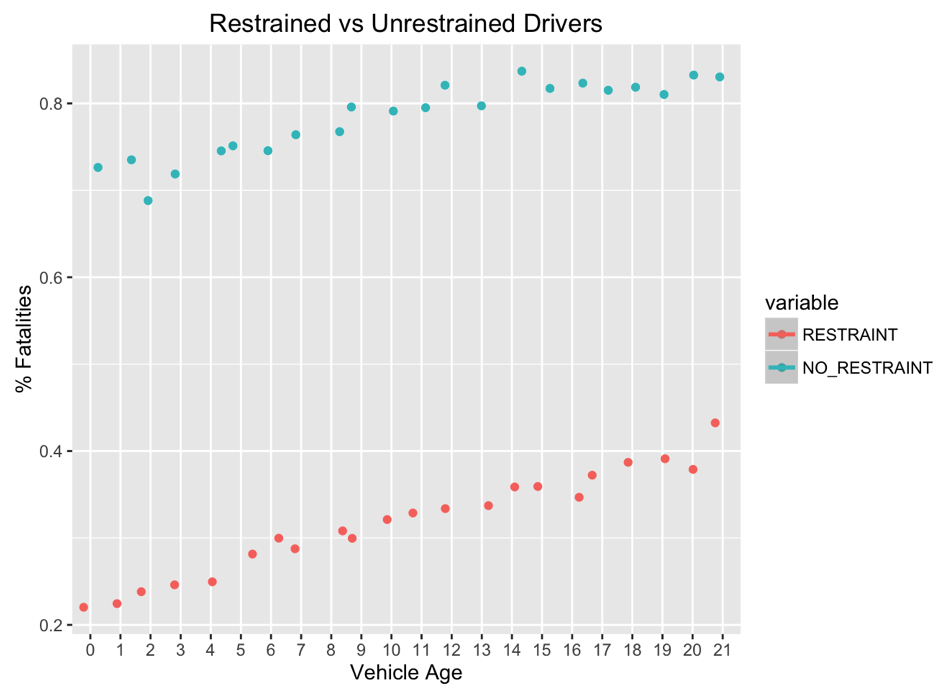 Restrained vs Unrestrained Drivers
% Fatalities
0.8
0.6
0.4
0.2
0 1 2 3 4 5 6 7 8 9 10 11 12 13 14 15 16 17 18 19 20 21
Vehicle Age
variable
RESTRAINT
NO_RESTRAINT